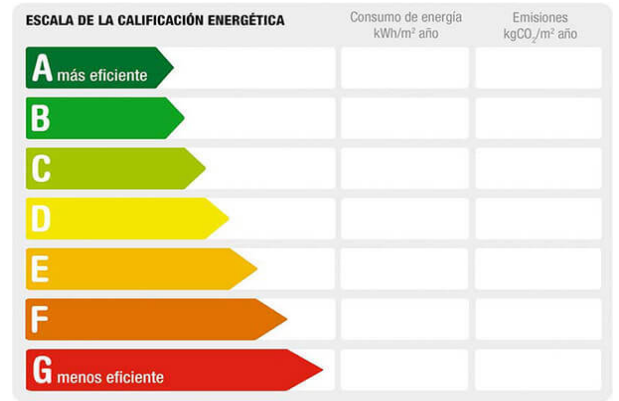 ESCALA DE LA CALIFICACIÓN ENERGÉTICA
Consumo de energía
kWh/m² año
Emisiones
kgCO₂/m² año
A más eficiente
B
C
D
E
F
G menos eficiente